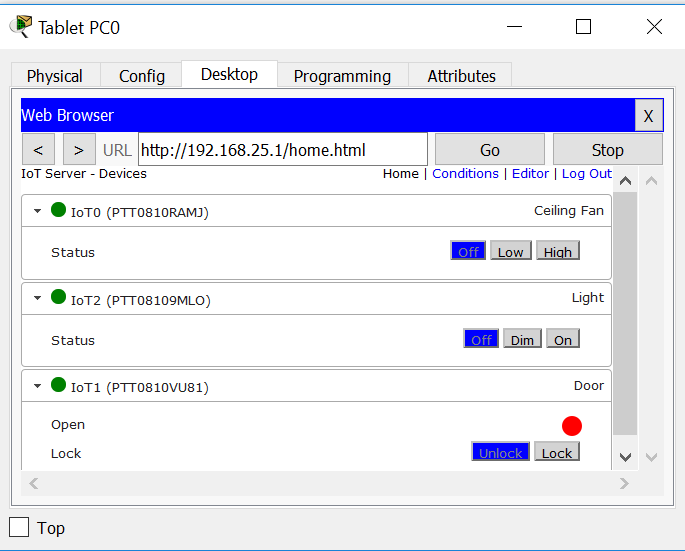 Tablet PC0
Physical Config Desktop Programming Attributes
Web Browser X
< > URL http://192.168.25.1/home.html Go Stop
IoT Server - Devices Home | Conditions | Editor | Log Out
IoT0 (PTT0810RAMJ) Ceiling Fan
Status Off Low High
IoT2 (PTT08109MLO) Light
Status Off Dim On
IoT1 (PTT0810VU81) Door
Open
Lock Unlock Lock
Top